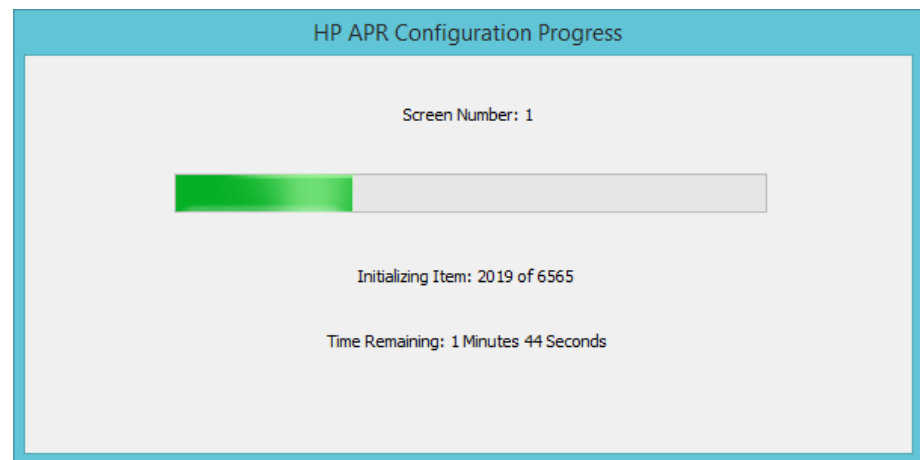 HP APR Configuration Progress
Screen Number: 1
Initializing Item: 2019 of 6565
Time Remaining: 1 Minutes 44 Seconds